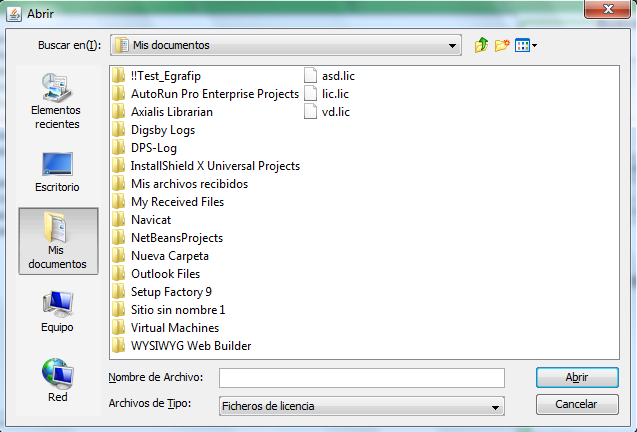 Abrir
Buscar en(I): Mis documentos
Elementos recientes
Escritorio
Mis documentos
Equipo
Red
!!Test_Egrafip
AutoRun Pro Enterprise Projects
Axialis Librarian
Digsby Logs
DPS-Log
InstallShield X Universal Projects
Mis archivos recibidos
My Received Files
Navicat
NetBeansProjects
Nueva Carpeta
Outlook Files
Setup Factory 9
Sitio sin nombre 1
Virtual Machines
WYSIWYG Web Builder
asd.lic
lic.lic
vd.lic
Nombre de Archivo:
Abrir
Archivos de Tipo: Ficheros de licencia
Cancelar